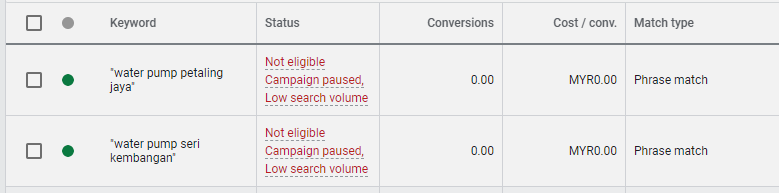 Keyword Status Conversions Cost / conv. Match type
"water pump petaling
jaya"
Not eligible
Campaign paused,
Low search volume
0.00 MYR0.00 Phrase match
"water pump seri
kembangan"
Not eligible
Campaign paused,
Low search volume
0.00 MYR0.00 Phrase match